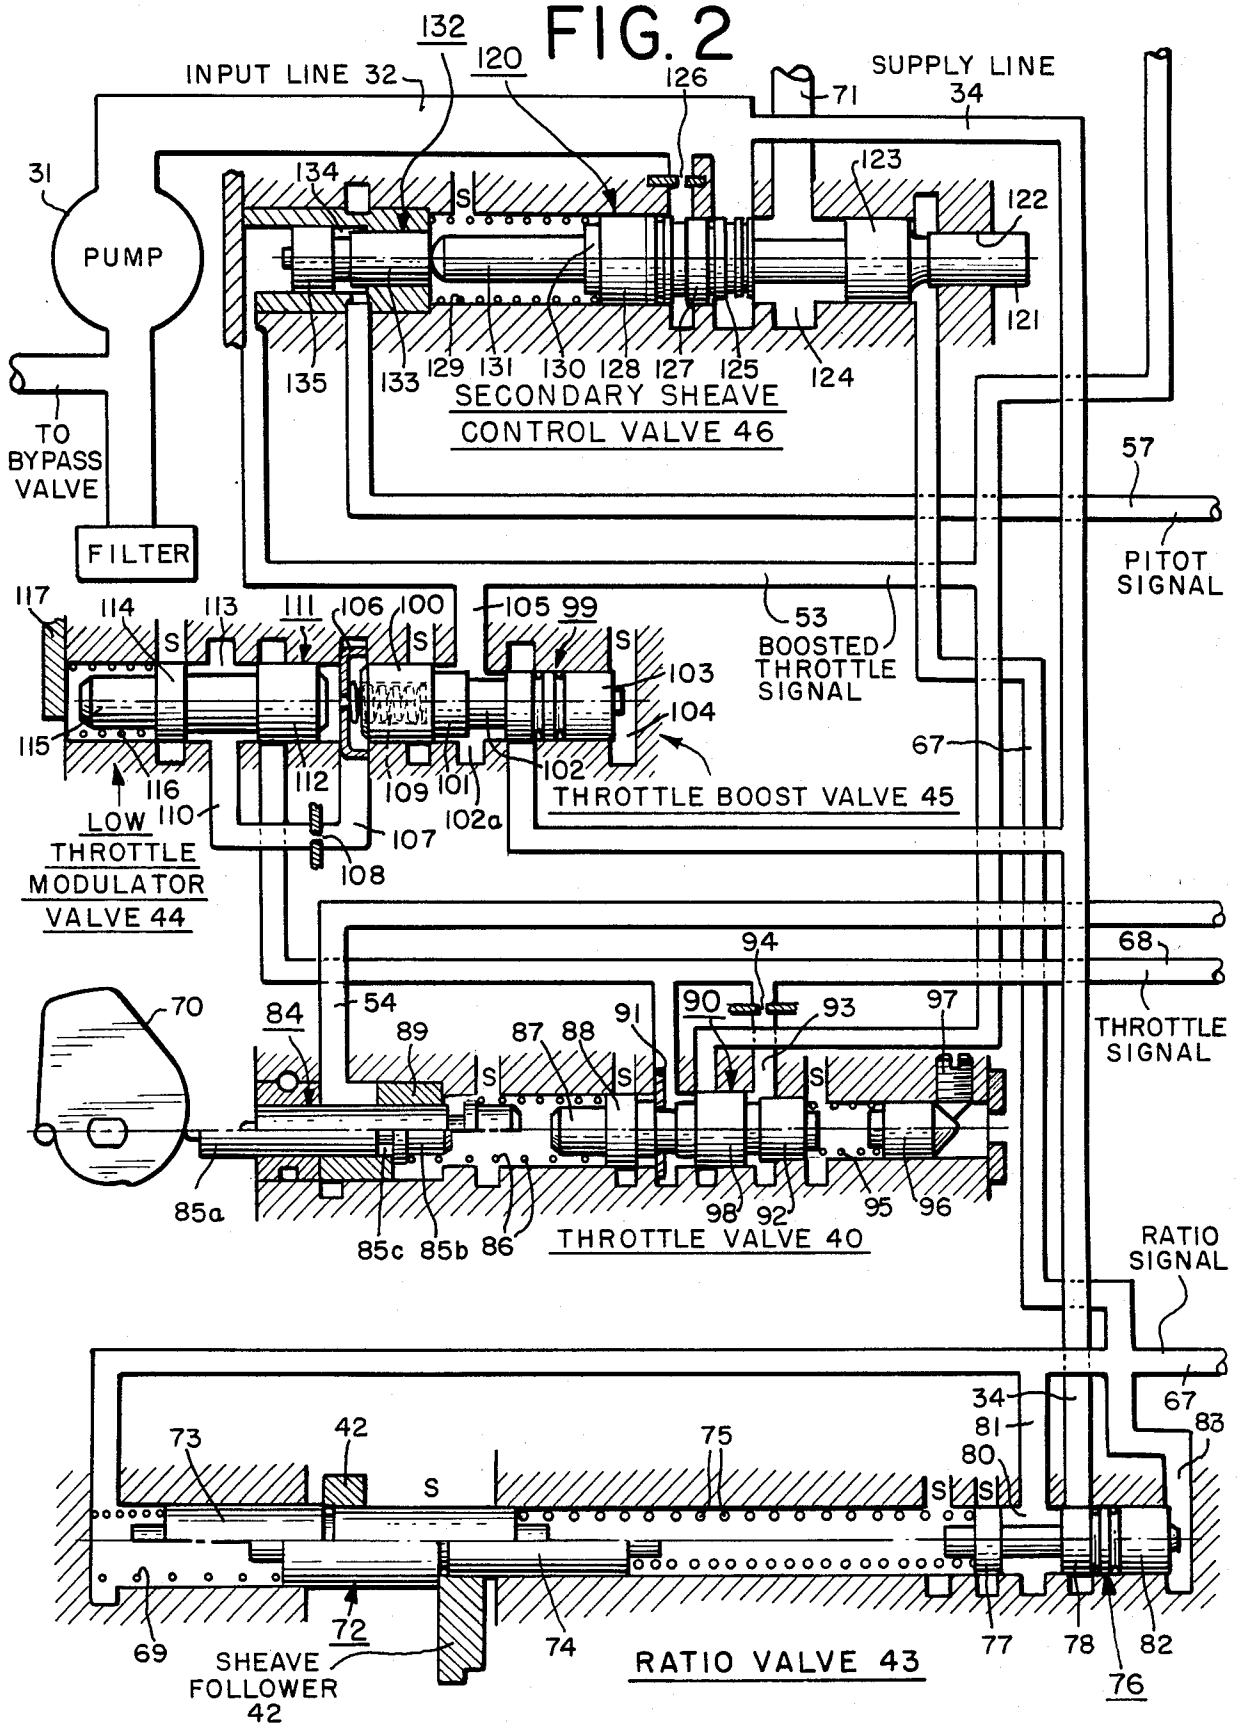 FIG. 2
132
INPUT LINE 32
120
126
SUPPLY LINE
71
34
31
134
S
123
122
PUMP
121
135
133
129
131
130
128
127
125
124
SECONDARY SHEAVE
CONTROL VALVE 46
TO
BYPASS
VALVE
57
FILTER
PITOT
SIGNAL
117
114
S
113
111
106
100
S
105
99
S
53
BOOSTED
THROTTLE
SIGNAL
103
104
67
115
116
110
112
109
101
102
102a
THROTTLE BOOST VALVE 45
107
108
LOW
THROTTLE
MODULATOR
VALVE 44
94
68
70
84
54
89
91
90
93
97
THROTTLE
SIGNAL
S
87
88
S
S
85a
85c
85b
86
98
92
95
96
THROTTLE VALVE 40
RATIO
SIGNAL
34
67
81
83
73
42
S
75
80
S
S
69
72
74
77
78
82
SHEAVE
FOLLOWER
42
RATIO VALVE 43
76